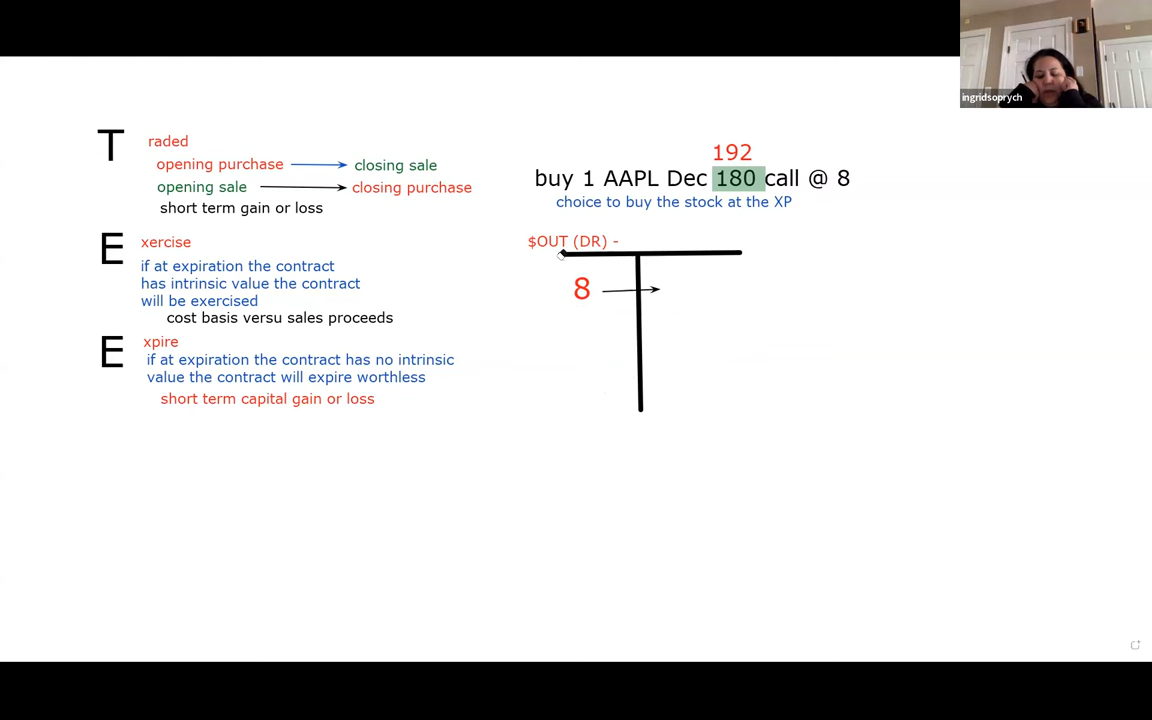 T raded
opening purchase closing sale
opening sale closing purchase
short term gain or loss
E xercise
if at expiration the contract
has intrinsic value the contract
will be exercised
cost basis versu sales proceeds
E xpire
if at expiration the contract has no intrinsic
value the contract will expire worthless
short term capital gain or loss
192
buy 1 AAPL Dec 180 call @ 8
choice to buy the stock at the XP
$OUT (DR) -
8
ingridsoprych